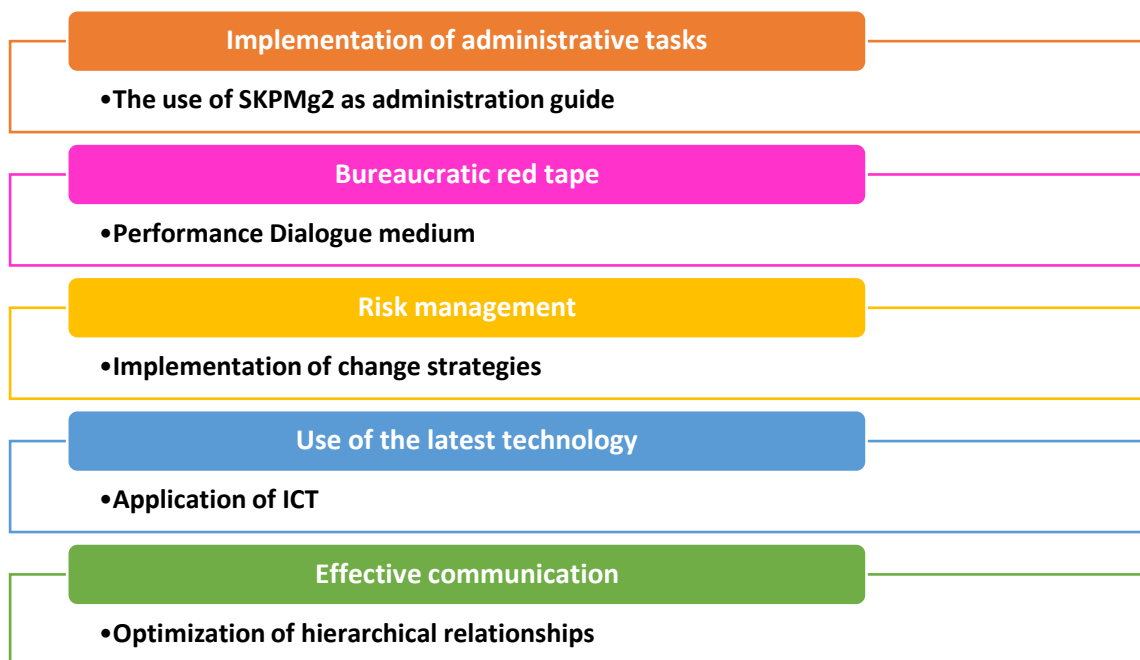 Implementation of administrative tasks
•The use of SKPMg2 as administration guide
Bureaucratic red tape
•Performance Dialogue medium
Risk management
•Implementation of change strategies
Use of the latest technology
•Application of ICT
Effective communication
•Optimization of hierarchical relationships